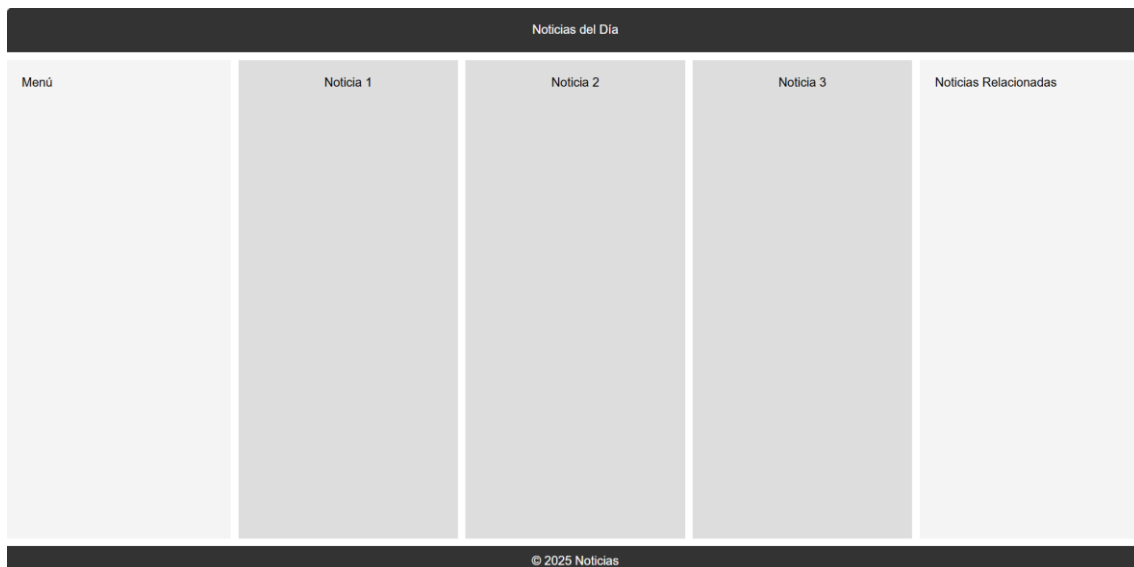 Noticias del Día
Menú
Noticia 1
Noticia 2
Noticia 3
Noticias Relacionadas
© 2025 Noticias